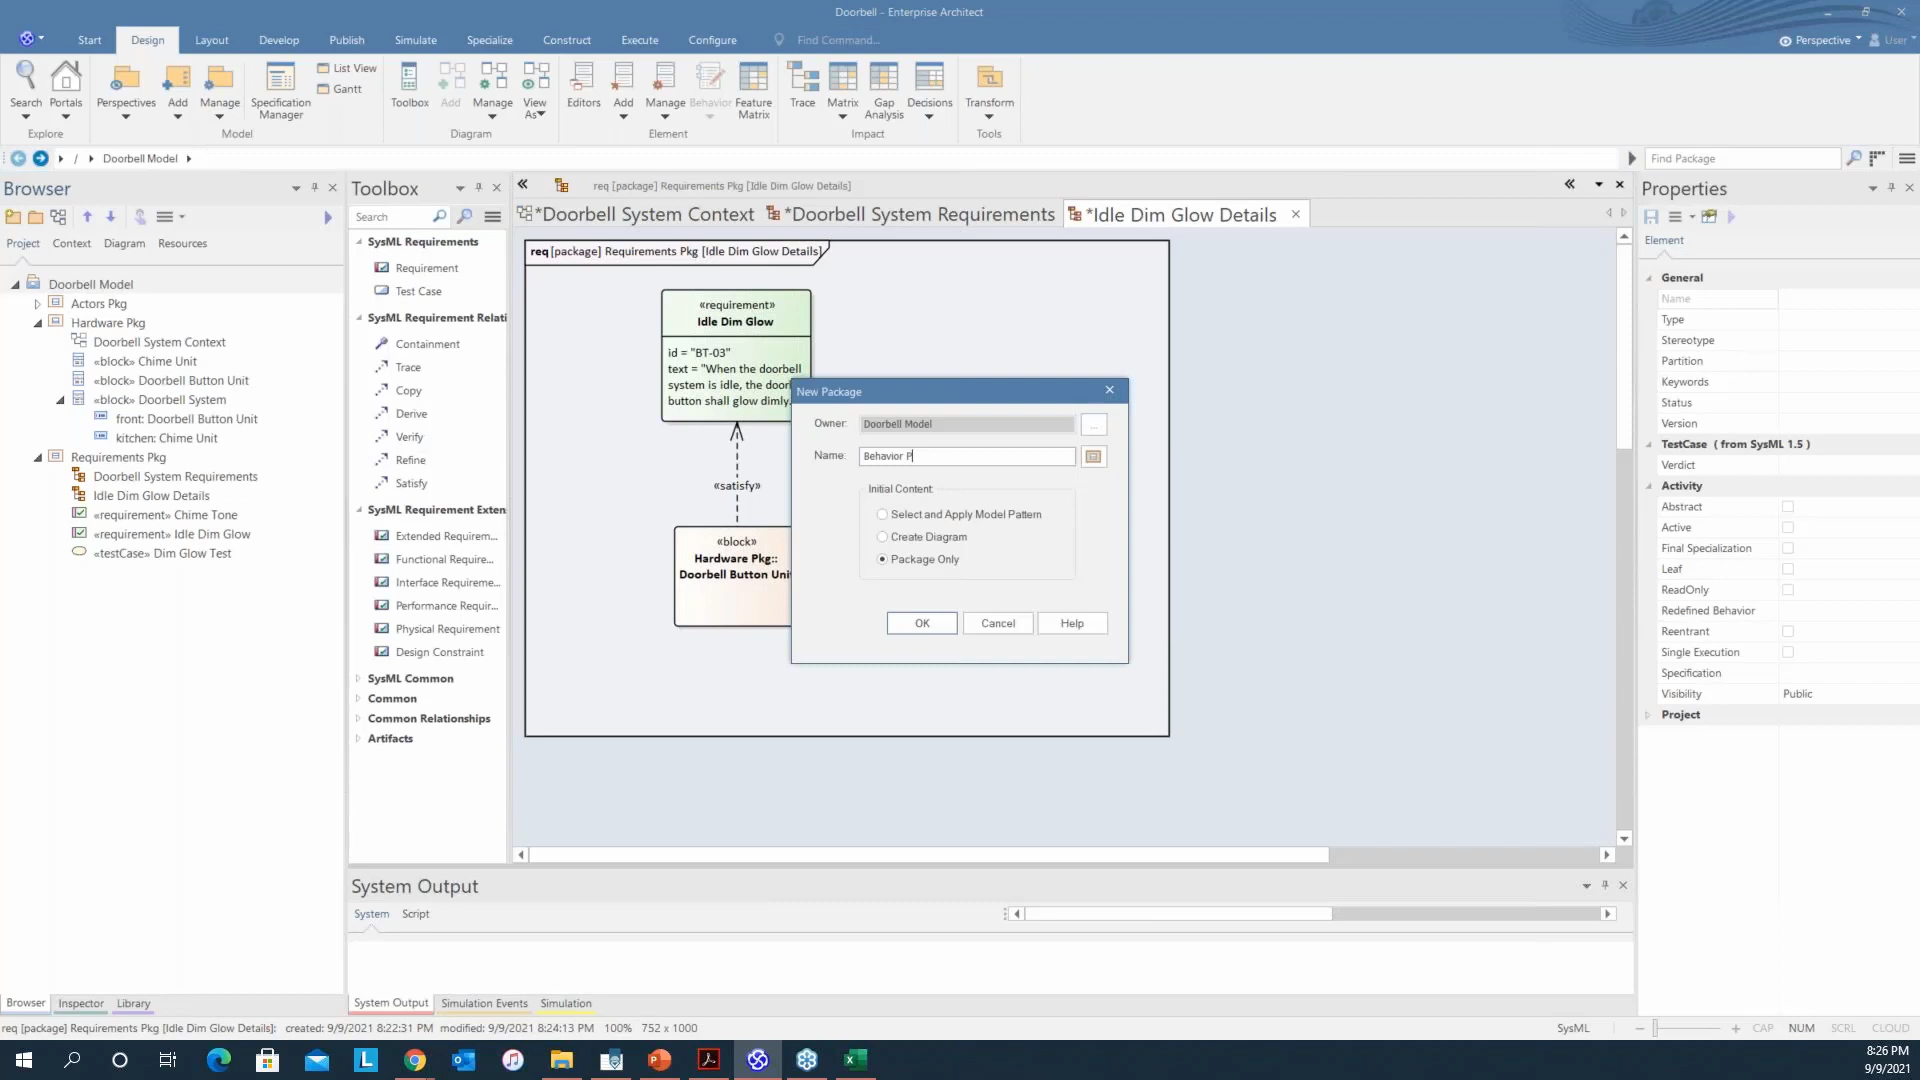 Doorbell - Enterprise Architect
Start Design Layout Develop Publish Simulate Specialize Construct Execute Configure Find Command... Perspective User
List View
Gantt
Search Portals Perspectives Add Manage Specification Manager Toolbox Add Manage View As Editors Add Manage Behavior Feature Matrix Trace Matrix Gap Analysis Decisions Transform
Explore Model Diagram Element Impact Tools
/ Doorbell Model Find Package
Browser
Project Context Diagram Resources
Doorbell Model
Actors Pkg
Hardware Pkg
Doorbell System Context
«block» Chime Unit
«block» Doorbell Button Unit
«block» Doorbell System
front: Doorbell Button Unit
kitchen: Chime Unit
Requirements Pkg
Doorbell System Requirements
Idle Dim Glow Details
«requirement» Chime Tone
«requirement» Idle Dim Glow
«testCase» Dim Glow Test
Browser Inspector Library
Toolbox
Search
SysML Requirements
Requirement
Test Case
SysML Requirement Relati
Containment
Trace
Copy
Derive
Verify
Refine
Satisfy
SysML Requirement Exten
Extended Requirem...
Functional Require...
Interface Requireme...
Performance Requir...
Physical Requirement
Design Constraint
SysML Common
Common
Common Relationships
Artifacts
req [package] Requirements Pkg [Idle Dim Glow Details]
*Doorbell System Context *Doorbell System Requirements *Idle Dim Glow Details
req [package] Requirements Pkg [Idle Dim Glow Details]
«requirement»
Idle Dim Glow
id = "BT-03"
text = "When the doorbell
system is idle, the doorl
button shall glow dimly.
«satisfy»
«block»
Hardware Pkg::
Doorbell Button Unit
New Package
Owner: Doorbell Model ...
Name: Behavior P
Initial Content
Select and Apply Model Pattern
Create Diagram
Package Only
OK Cancel Help
System Output
System Script
System Output Simulation Events Simulation
Properties
Element
General
Name
Type
Stereotype
Partition
Keywords
Status
Version
TestCase ( from SysML 1.5 )
Verdict
Activity
Abstract
Active
Final Specialization
Leaf
ReadOnly
Redefined Behavior
Reentrant
Single Execution
Specification
Visibility Public
Project
req [package] Requirements Pkg [Idle Dim Glow Details]: created: 9/9/2021 8:22:31 PM modified: 9/9/2021 8:24:13 PM 100% 752 x 1000 SysML CAP NUM SCRL CLOUD
8:26 PM
9/9/2021